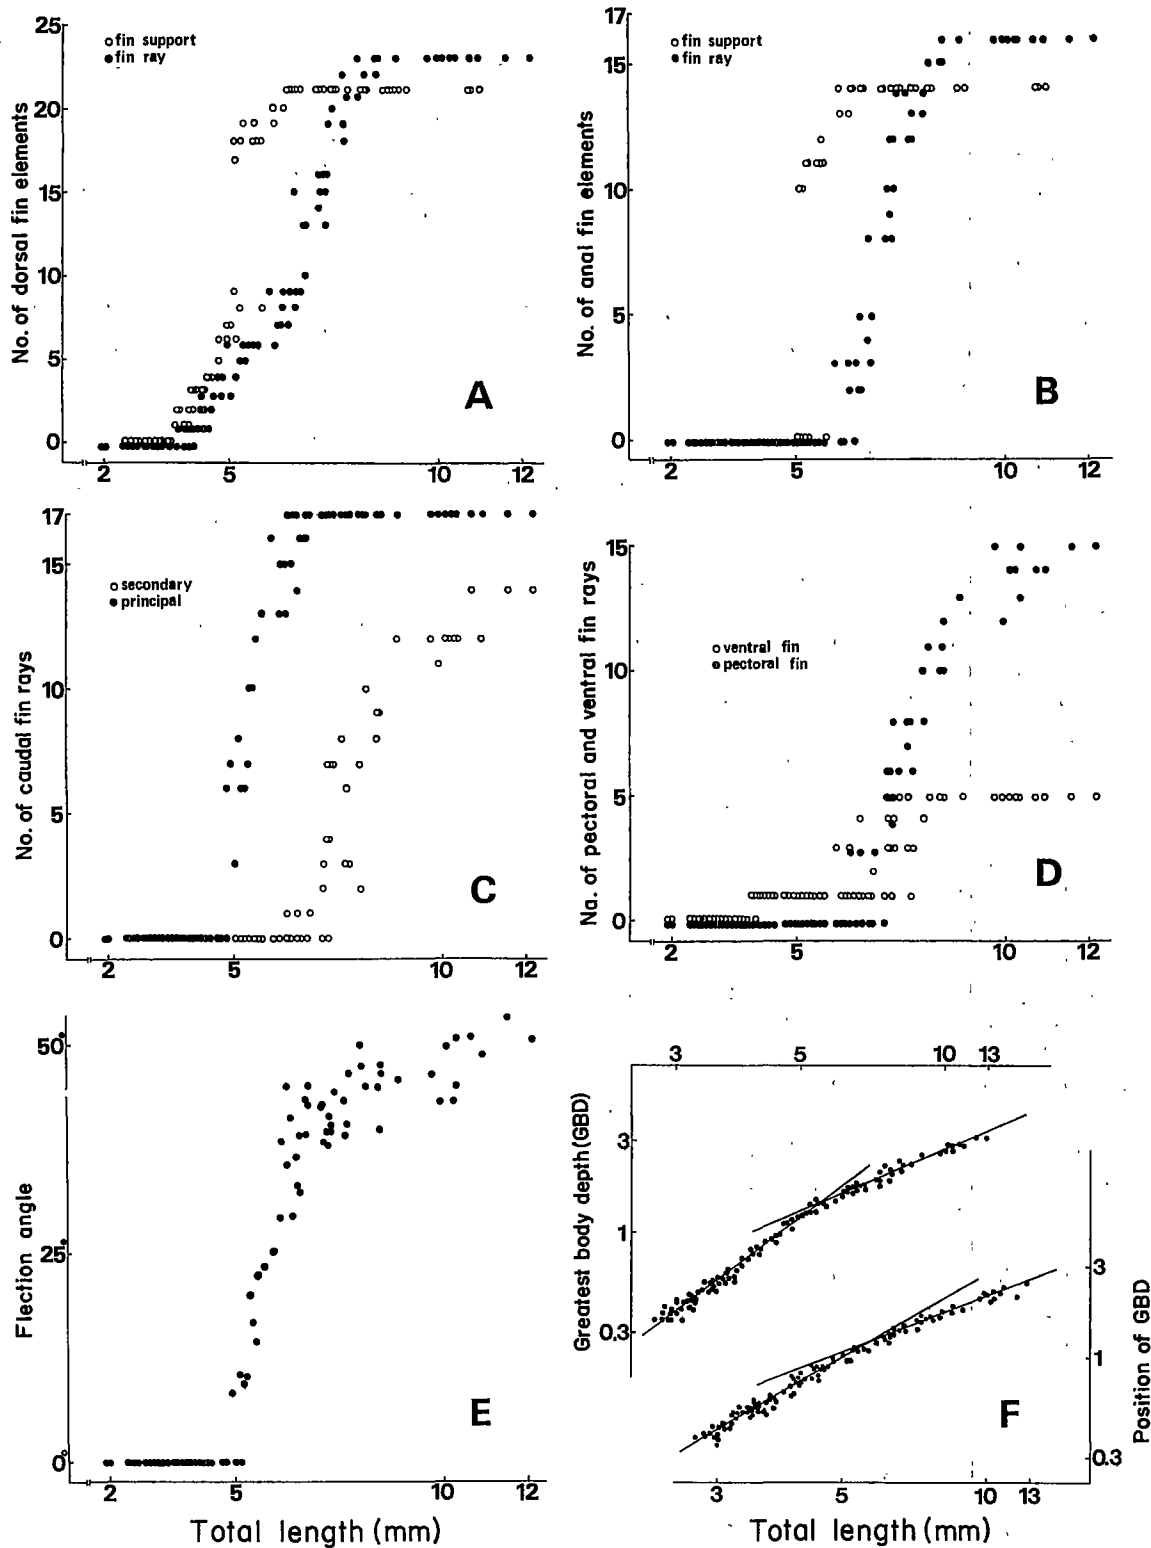 25
20
15
10
5
0
No. of dorsal fin elements
fin support
fin ray
A
2 5 10 12
17
15
10
5
0
No. of anal fin elements
fin support
fin ray
B
2 5 10 12
17
15
10
5
0
No. of caudal fin rays
secondary
principal
C
2 5 10 12
15
10
5
0
No. of pectoral and ventral fin rays
ventral fin
pectoral fin
D
2 5 10 12
50
25
0
Flection angle
E
2 5 10 12
Total length (mm)
3 5 10 13
3
1
0.3
Greatest body depth (GBD)
3
1
0.3
Position of GBD
F
3 5 10 13
Total length (mm)